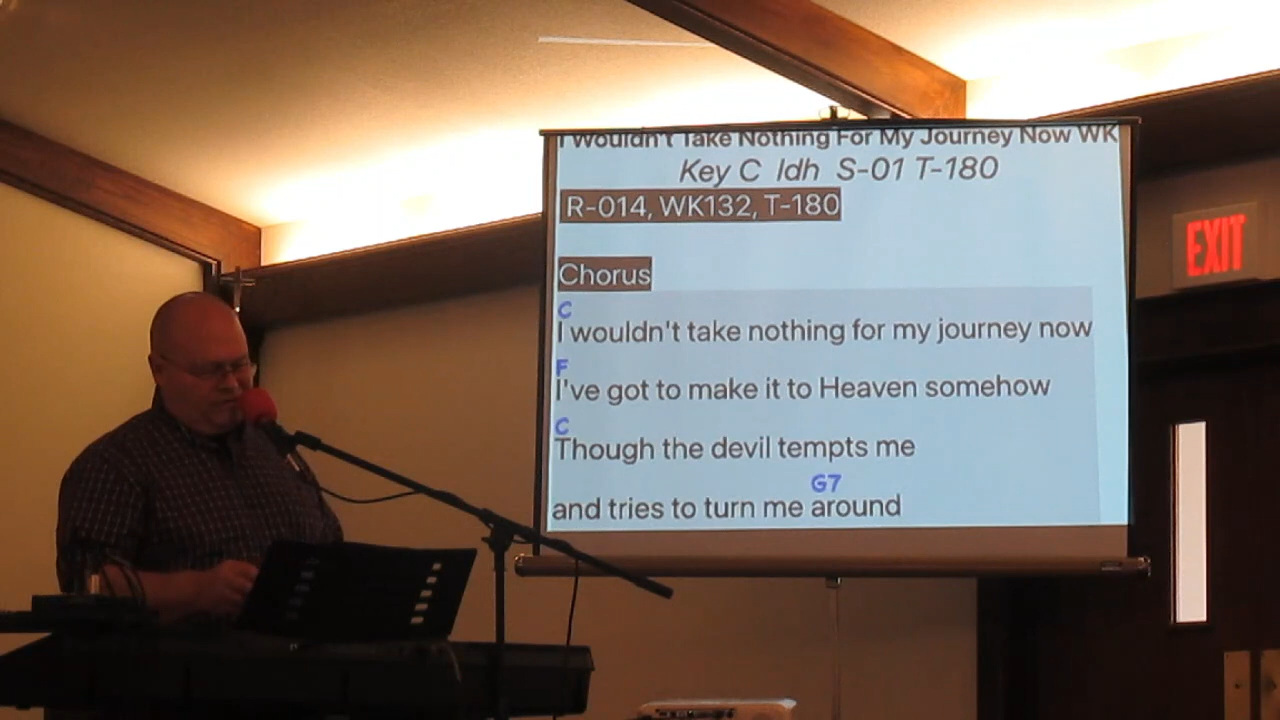 I Wouldn't Take Nothing For My Journey Now WK
Key C Idh S-01 T-180
R-014, WK132, T-180
Chorus
C
I wouldn't take nothing for my journey now
F
I've got to make it to Heaven somehow
C
Though the devil tempts me
G7
and tries to turn me around
EXIT